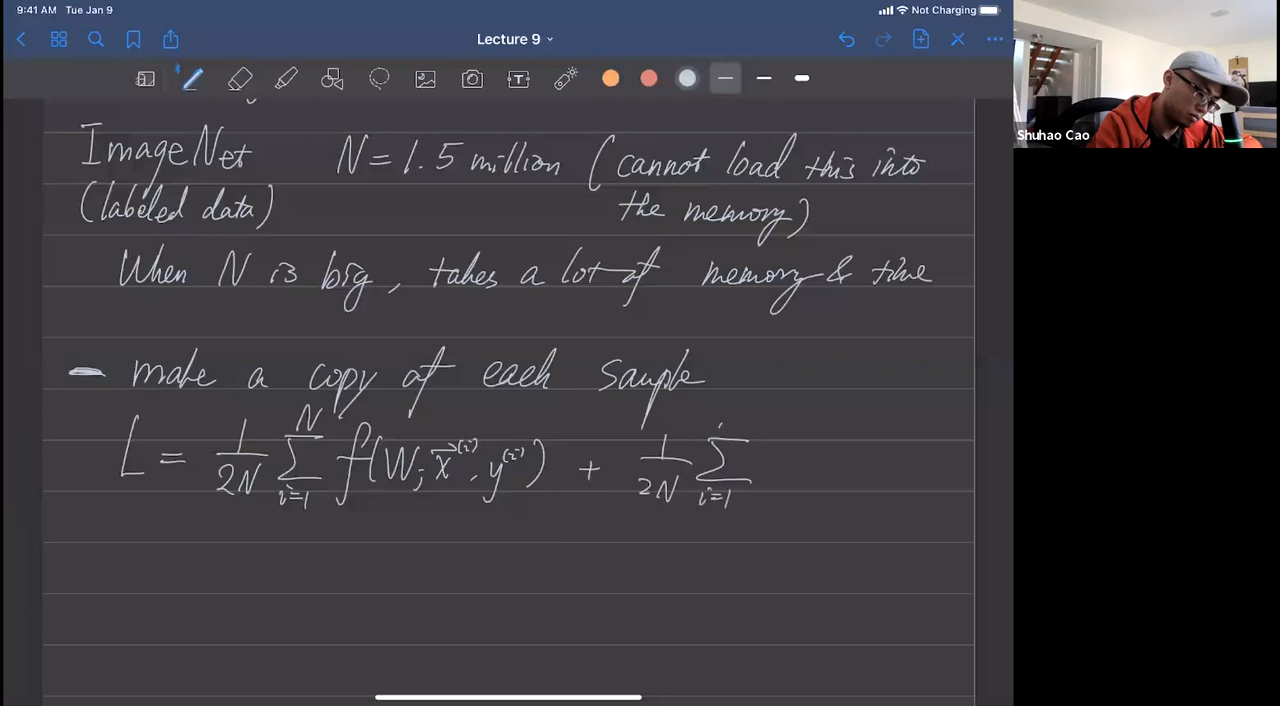 9:41 AM Tue Jan 9
Not Charging
Lecture 9
T
Shuhao Cao
ImageNet N = 1.5 million (cannot load this into
(labeled data) the memory)
When N is big, takes a lot of memory & time
- make a copy of each sample
L = 1/2N ∑_{i=1}^{N} f(W; x⃗^{(i)}, y^{(i)}) + 1/2N ∑_{i=1}